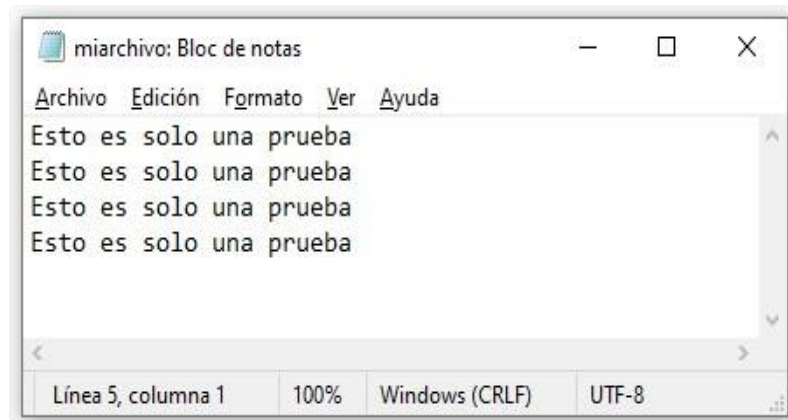 miarchivo: Bloc de notas
Archivo Edición Formato Ver Ayuda
Esto es solo una prueba
Esto es solo una prueba
Esto es solo una prueba
Esto es solo una prueba
Línea 5, columna 1 100% Windows (CRLF) UTF-8